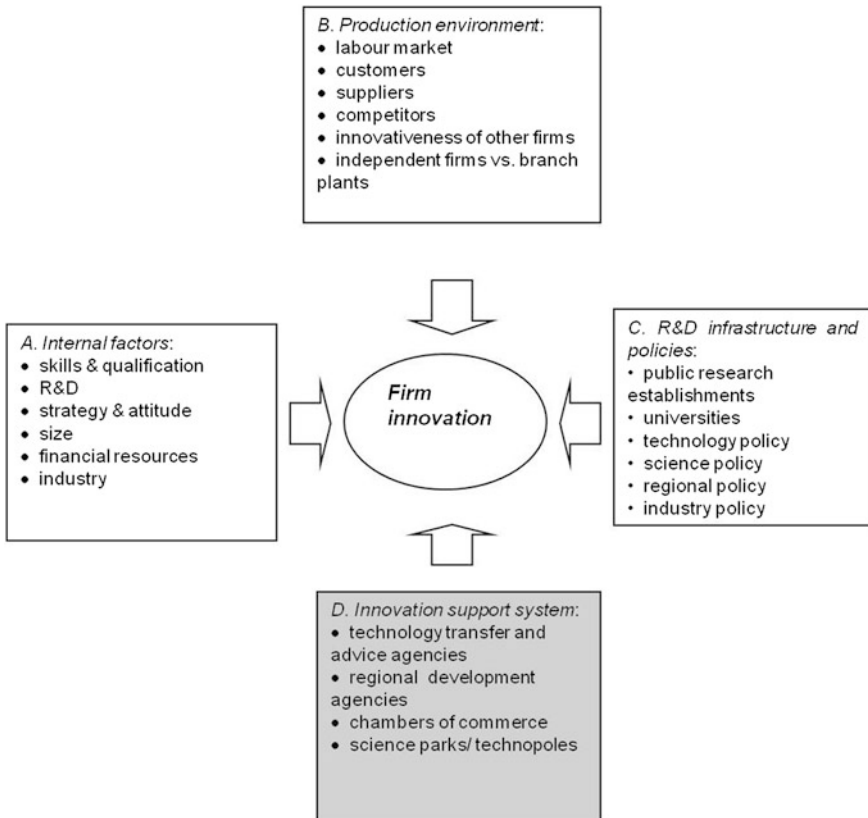 B. Production environment:
● labour market
● customers
● suppliers
● competitors
● innovativeness of other firms
● independent firms vs. branch
plants
A. Internal factors:
● skills & qualification
● R&D
● strategy & attitude
● size
● financial resources
● industry
Firm
innovation
C. R&D infrastructure and
policies:
• public research
establishments
• universities
• technology policy
• science policy
• regional policy
• industry policy
D. Innovation support system:
● technology transfer and
advice agencies
● regional development
agencies
● chambers of commerce
● science parks/ technopoles